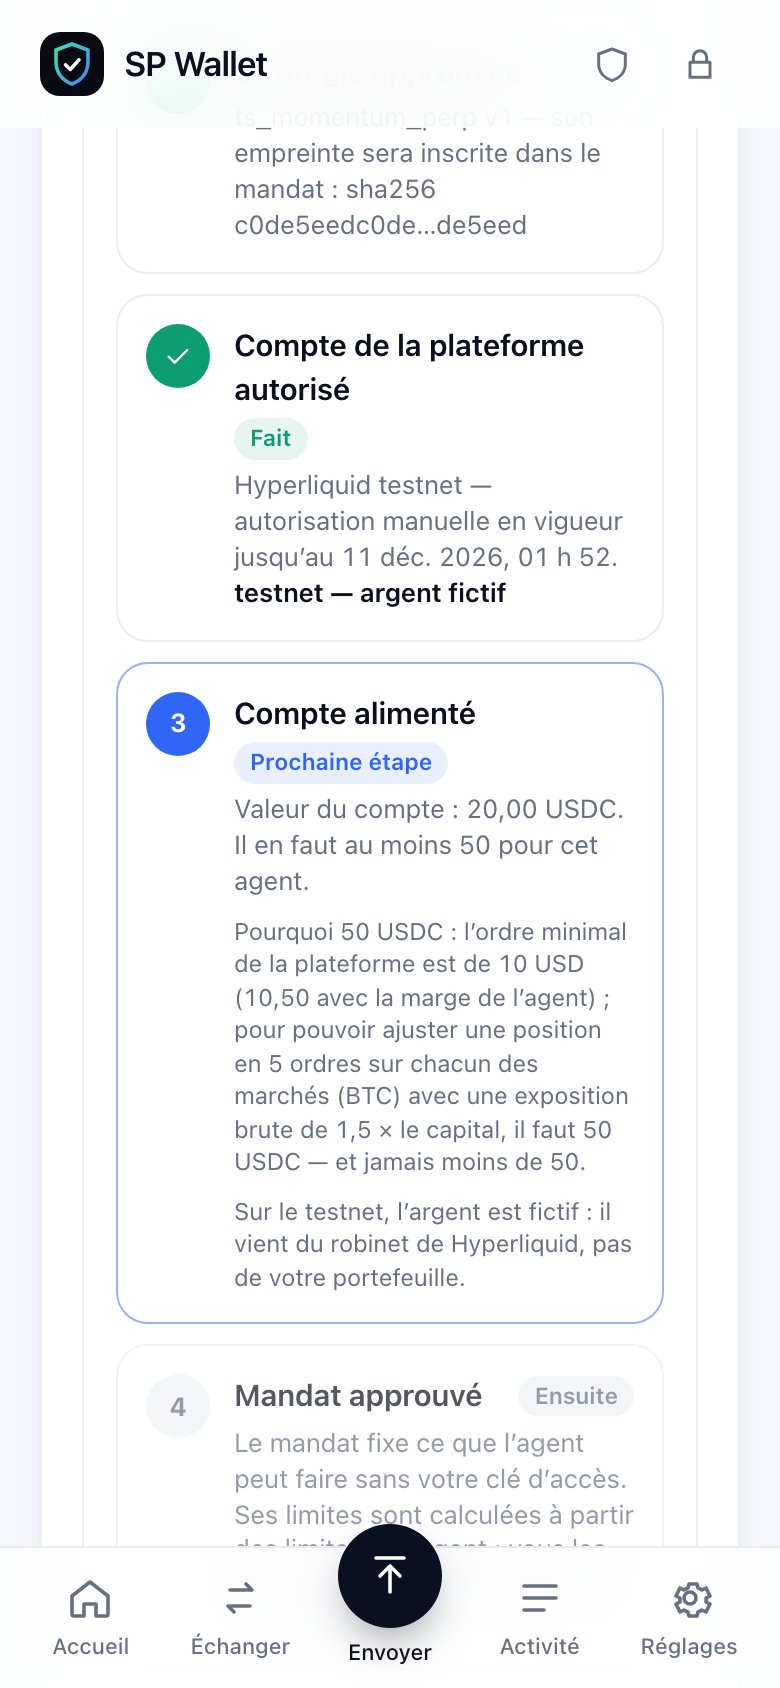 SP Wallet
ts_momentum_perp v1 — son
empreinte sera inscrite dans le
mandat : sha256
c0de5eedc0de…de5eed
Compte de la plateforme
autorisé
Fait
Hyperliquid testnet —
autorisation manuelle en vigueur
jusqu’au 11 déc. 2026, 01 h 52.
testnet — argent fictif
3
Compte alimenté
Prochaine étape
Valeur du compte : 20,00 USDC.
Il en faut au moins 50 pour cet
agent.
Pourquoi 50 USDC : l’ordre minimal
de la plateforme est de 10 USD
(10,50 avec la marge de l’agent) ;
pour pouvoir ajuster une position
en 5 ordres sur chacun des
marchés (BTC) avec une exposition
brute de 1,5 × le capital, il faut 50
USDC — et jamais moins de 50.
Sur le testnet, l’argent est fictif : il
vient du robinet de Hyperliquid, pas
de votre portefeuille.
4
Mandat approuvé
Ensuite
Le mandat fixe ce que l’agent
peut faire sans votre clé d’accès.
Ses limites sont calculées à partir
Accueil
Échanger
Envoyer
Activité
Réglages